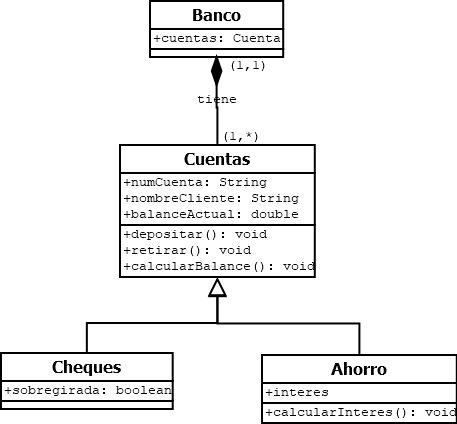 Banco
+cuentas: Cuenta
(1,1)
tiene
(1,*)
Cuentas
+numCuenta: String
+nombreCliente: String
+balanceActual: double
+depositar(): void
+retirar(): void
+calcularBalance(): void
Cheques
+sobregirada: boolean
Ahorro
+interes
+calcularInteres(): void